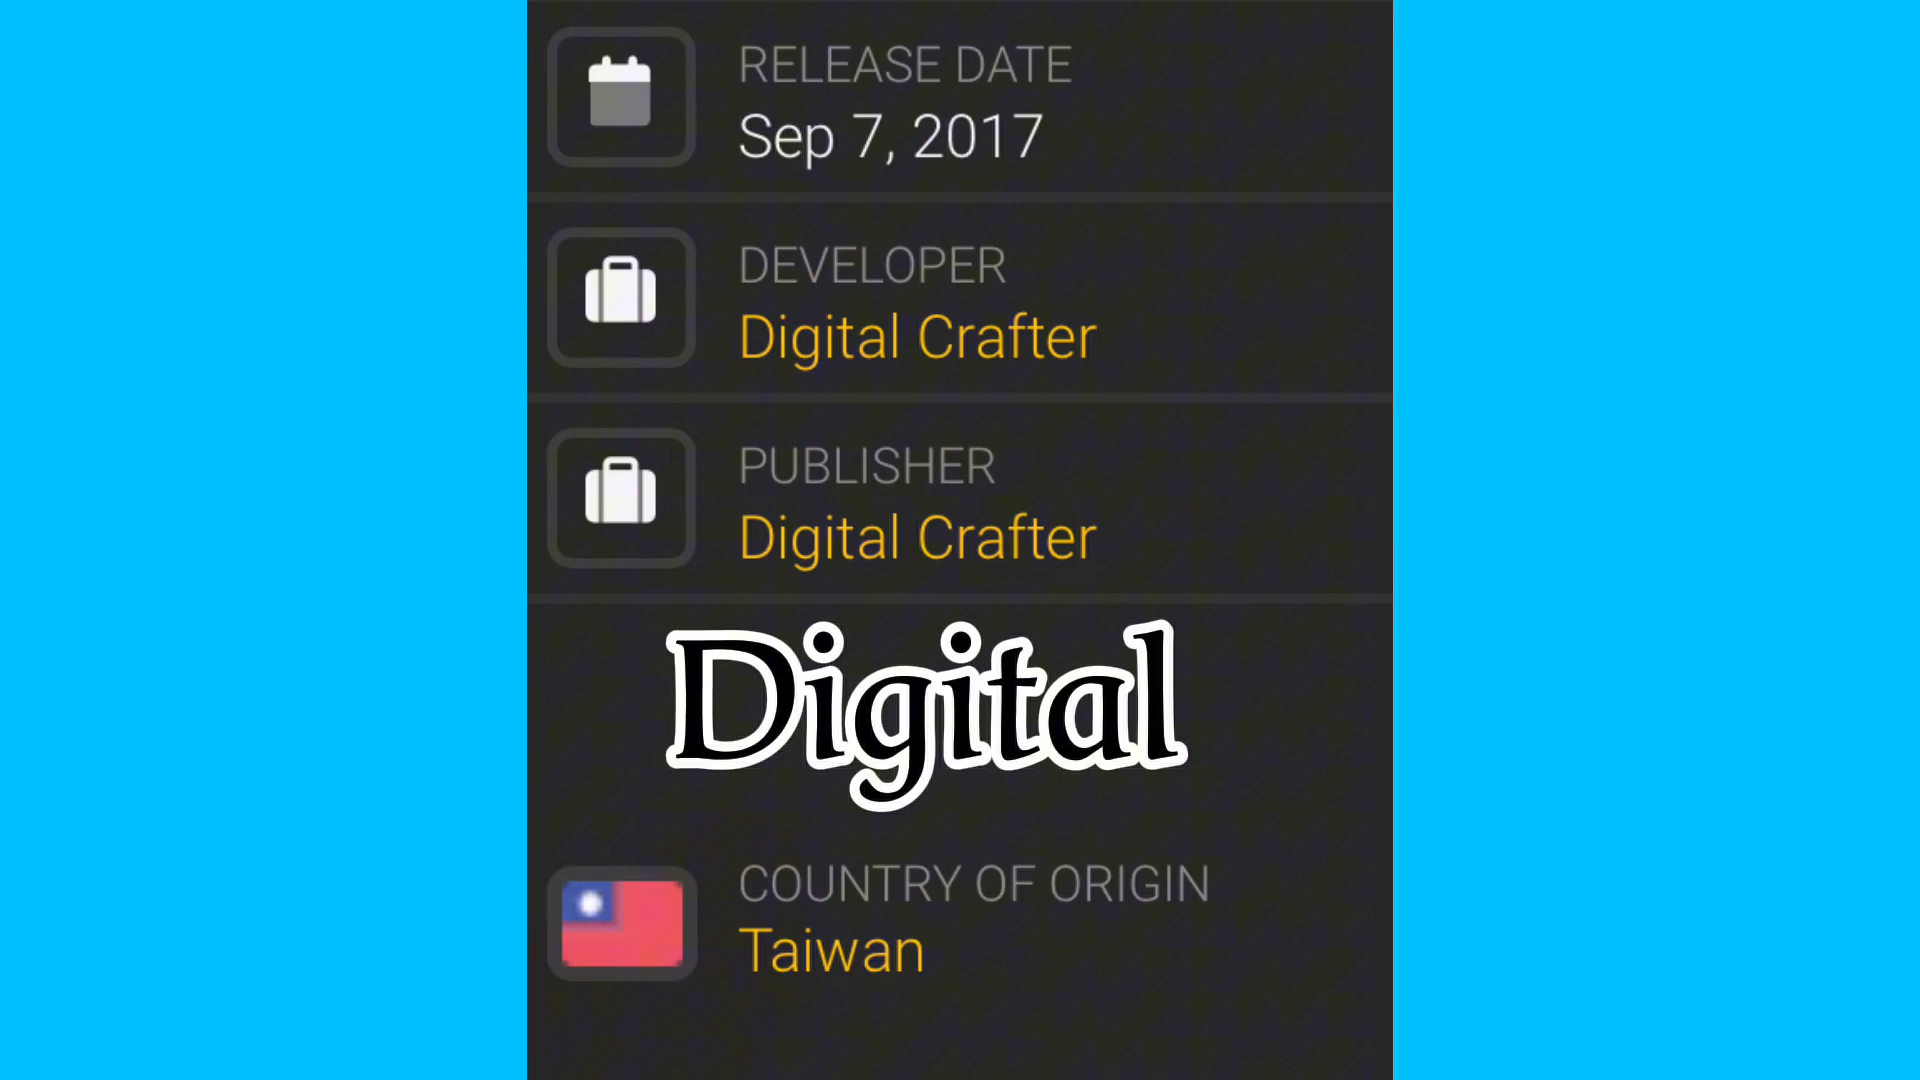 RELEASE DATE
Sep 7, 2017
DEVELOPER
Digital Crafter
PUBLISHER
Digital Crafter
Digital
COUNTRY OF ORIGIN
Taiwan